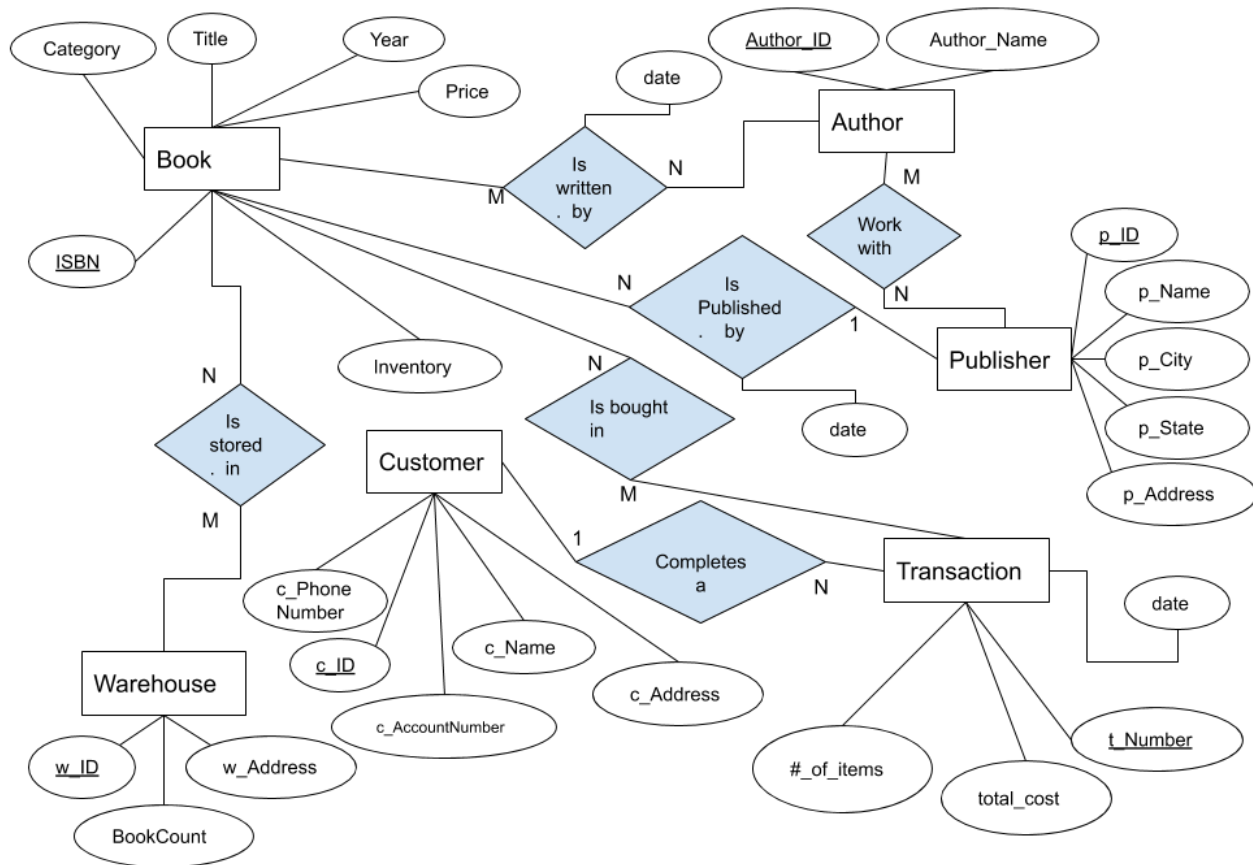 Category
Title
Year
Price
date
Author_ID
Author_Name
Book
Author
Is
written
. by
M
N
M
Work
with
N
ISBN
p_ID
p_Name
p_City
p_State
p_Address
N
Is
Published
. by
1
Publisher
Inventory
date
N
Is
stored
. in
M
N
Is bought
in
M
Customer
1
Completes
a
N
Transaction
date
c_Phone
Number
c_ID
c_Name
c_Address
c_AccountNumber
Warehouse
w_ID
w_Address
BookCount
#_of_items
total_cost
t_Number